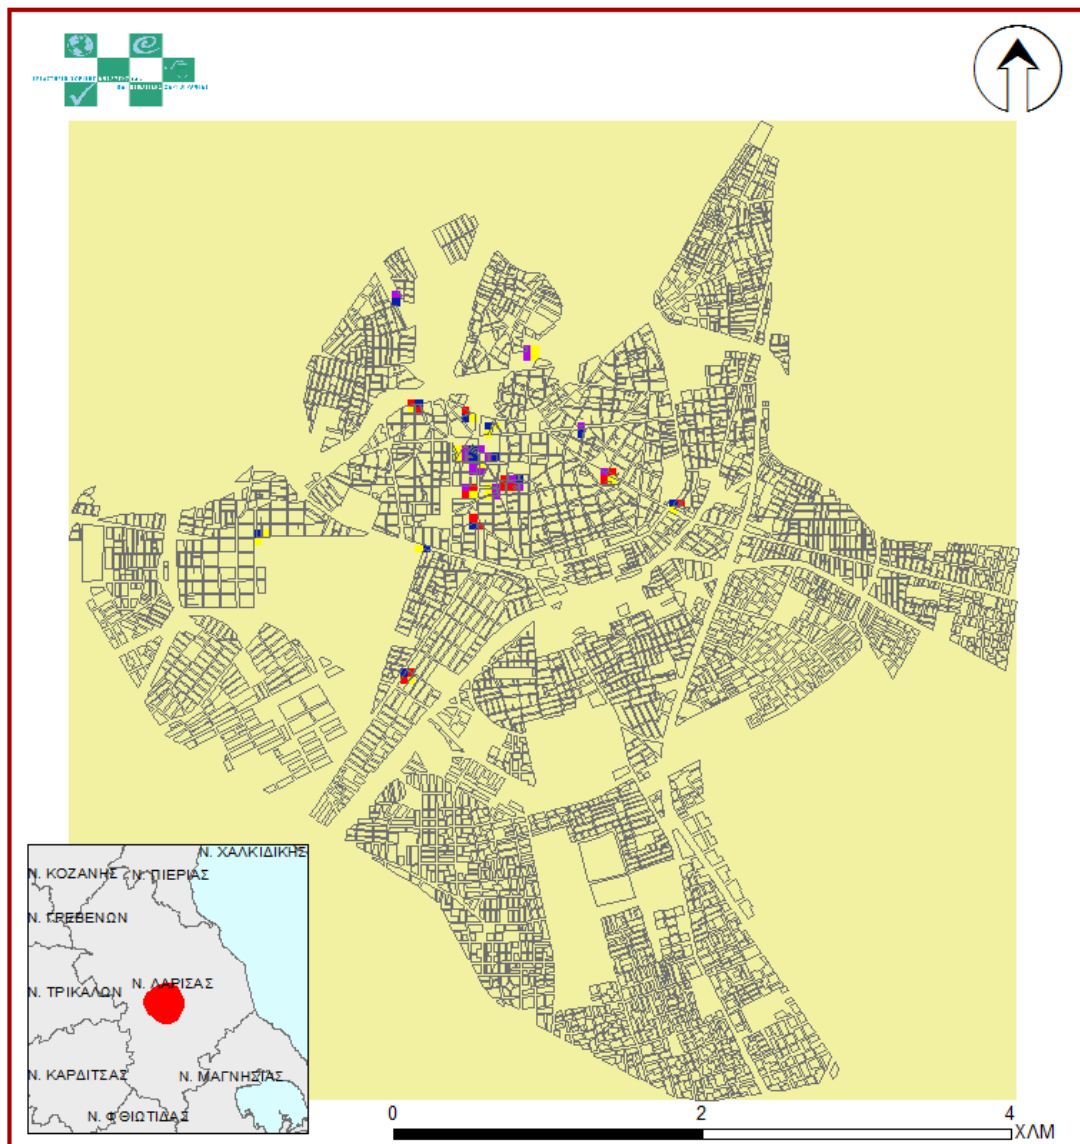 Ν. ΧΑΛΚΙΔΙΚΗΣ
Ν. ΚΟΖΑΝΗΣ
Ν. ΠΙΕΡΙΑΣ
Ν. ΓΡΕΒΕΝΩΝ
Ν. ΛΑΡΙΣΑΣ
Ν. ΤΡΙΚΑΛΩΝ
Ν. ΚΑΡΔΙΤΣΑΣ
Ν. ΜΑΓΝΗΣΙΑΣ
Ν. ΦΘΙΩΤΙΔΑΣ
0 2 4
ΧΛΜ